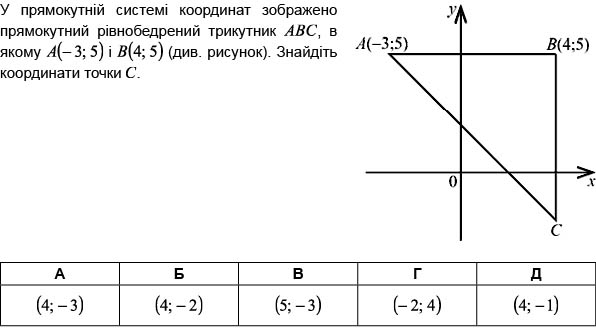 У прямокутній системі координат зображено
прямокутний рівнобедрений трикутник ABC, в
якому A(−3; 5) і B(4; 5) (див. рисунок). Знайдіть
координати точки C.
y
A(−3;5)
B(4;5)
0
x
C
А Б В Г Д
(4; −3) (4; −2) (5; −3) (−2; 4) (4; −1)